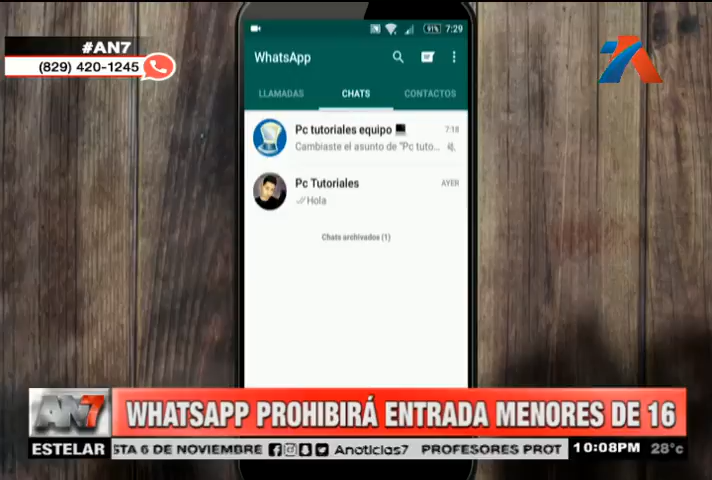 #AN7
(829) 420-1245
91% 7:29
WhatsApp
LLAMADAS CHATS CONTACTOS
Pc tutoriales equipo 7:18
Cambiaste el asunto de "Pc tuto...
Pc Tutoriales AYER
Hola
Chats archivados (1)
AN7 WHATSAPP PROHIBIRÁ ENTRADA MENORES DE 16
ESTELAR STA 6 DE NOVIEMBRE Anoticias7 PROFESORES PROT 10:08PM 28°c